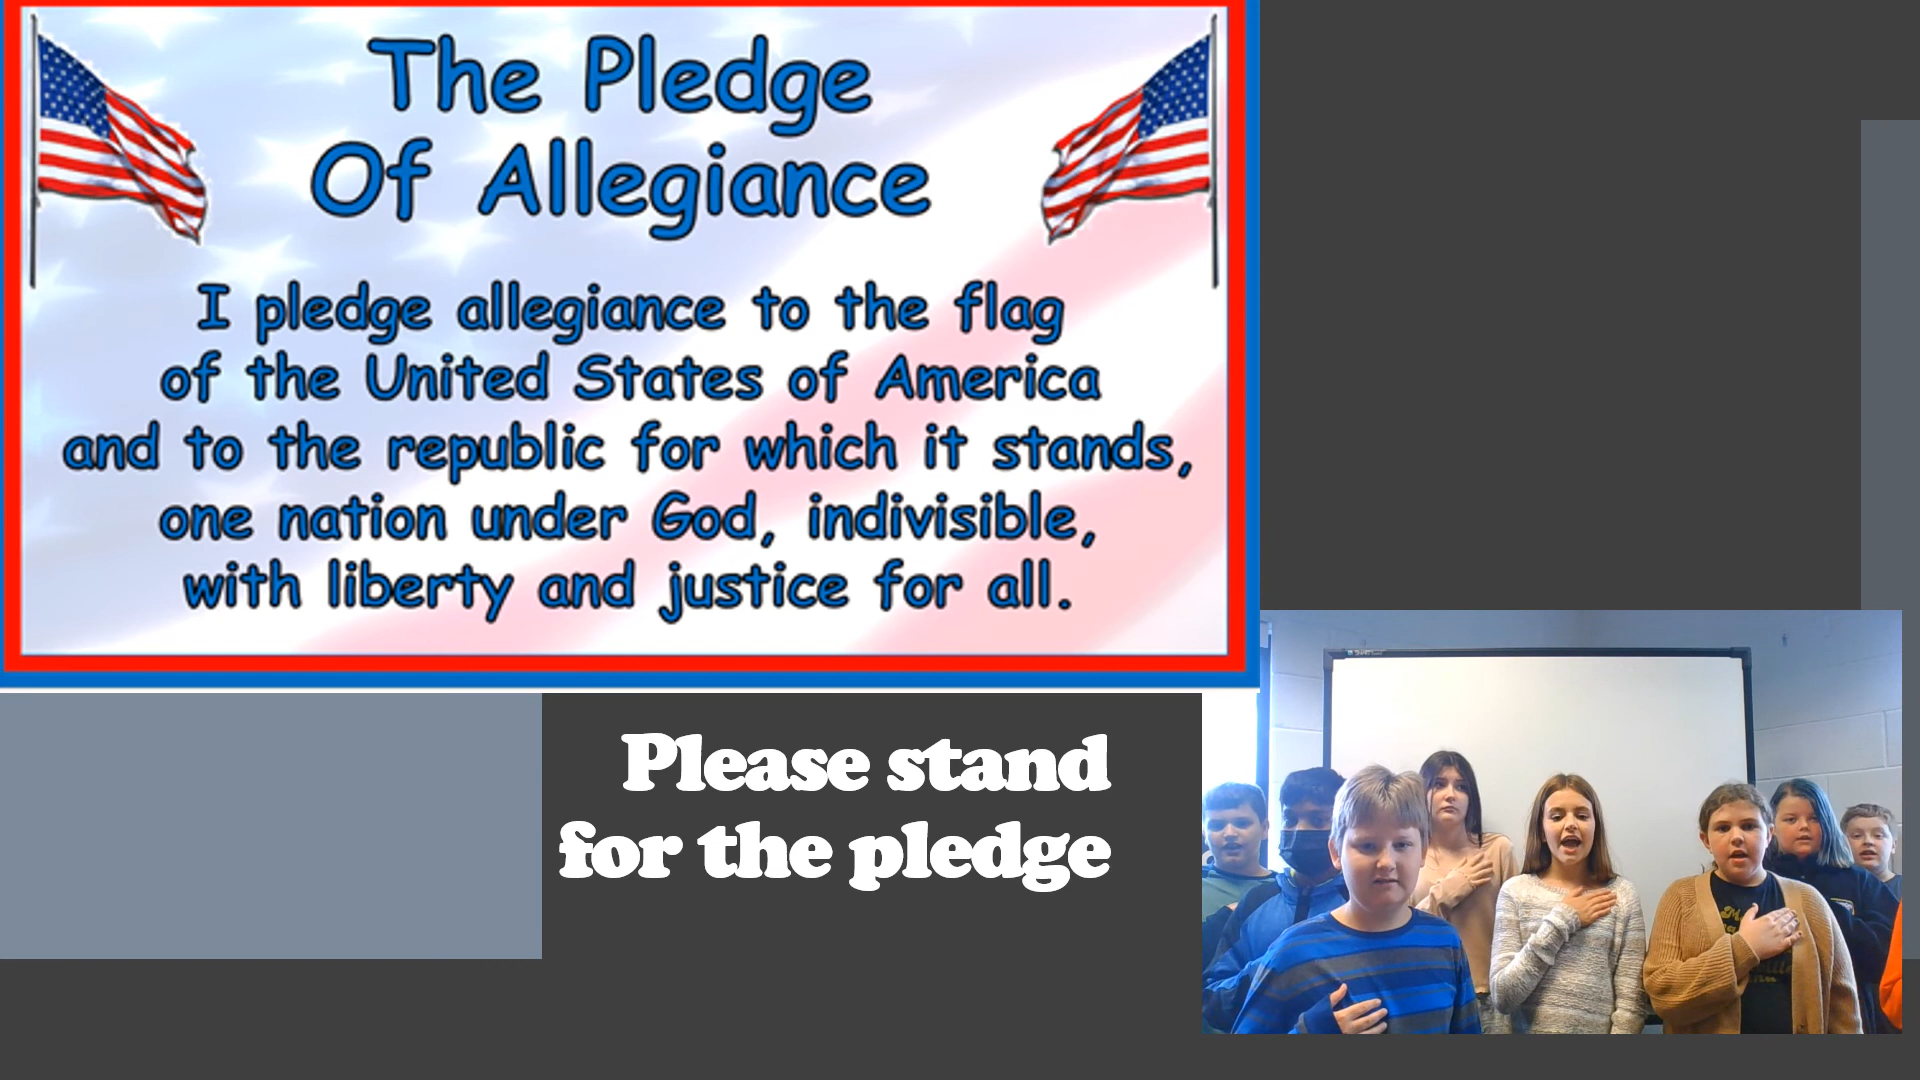 The Pledge
Of Allegiance
I pledge allegiance to the flag
of the United States of America
and to the republic for which it stands,
one nation under God, indivisible,
with liberty and justice for all.
Please stand
for the pledge